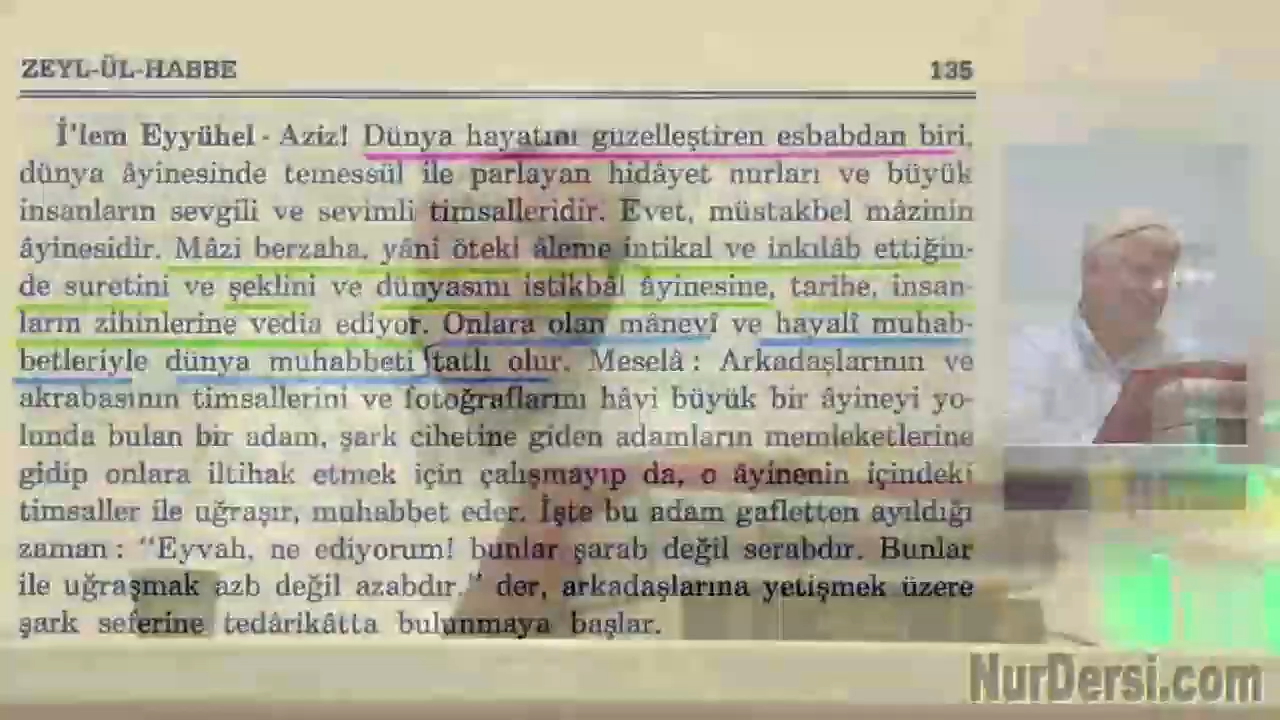 ZEYL-ÜL-HABBE 135
İ'lem Eyyühel - Aziz! Dünya hayatını güzelleştiren esbabdan biri,
dünya âyinesinde temessül ile parlayan hidâyet nurları ve büyük
insanların sevgili ve sevimli timsalleridir. Evet, müstakbel mâzinin
âyinesidir. Mâzi berzaha, yâni öteki âleme intikal ve inkılâb ettiğin-
de suretini ve şeklini ve dünyasını istikbâl âyinesine, tarihe, insan-
ların zihinlerine vedia ediyor. Onlara olan mânevî ve hayalî muhab-
betleriyle dünya muhabbeti tatlı olur. Meselâ : Arkadaşlarının ve
akrabasının timsallerini ve fotoğraflarını hâvi büyük bir âyineyi yo-
lunda bulan bir adam, şark cihetine giden adamların memleketlerine
gidip onlara iltihak etmek için çalışmayıp da, o âyinenin içindeki
timsaller ile uğraşır, muhabbet eder. İşte bu adam gafletten ayıldığı
zaman : "Eyvah, ne ediyorum! bunlar şarab değil serabdır. Bunlar
ile uğraşmak azb değil azabdır." der, arkadaşlarına yetişmek üzere
şark seferine tedârikâtta bulunmaya başlar.
NurDersi.com